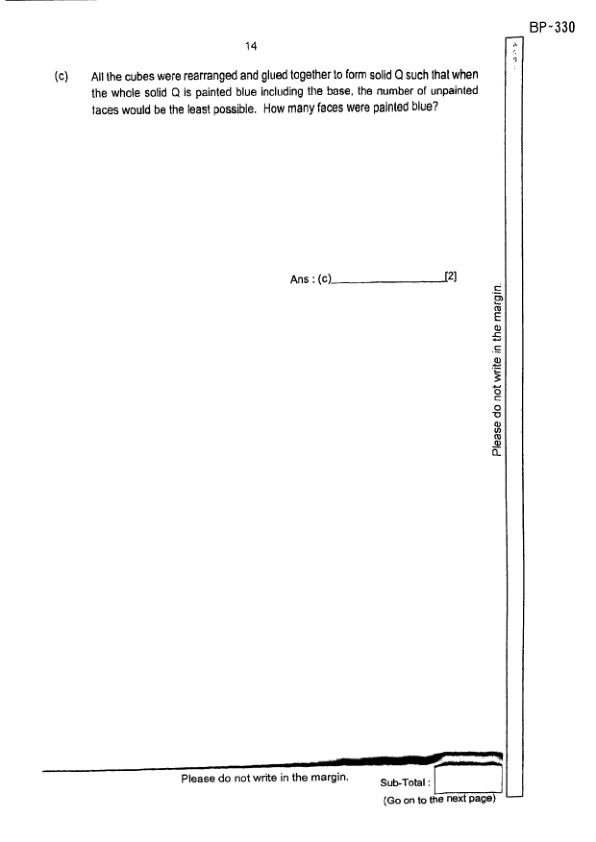 BP-330
14
(c) All the cubes were rearranged and glued together to form solid Q such that when
the whole solid Q is painted blue including the base, the number of unpainted
faces would be the least possible. How many faces were painted blue?
Ans : (c)____________________[2]
Please do not write in the margin.
Please do not write in the margin.
Sub-Total :
(Go on to the next page)